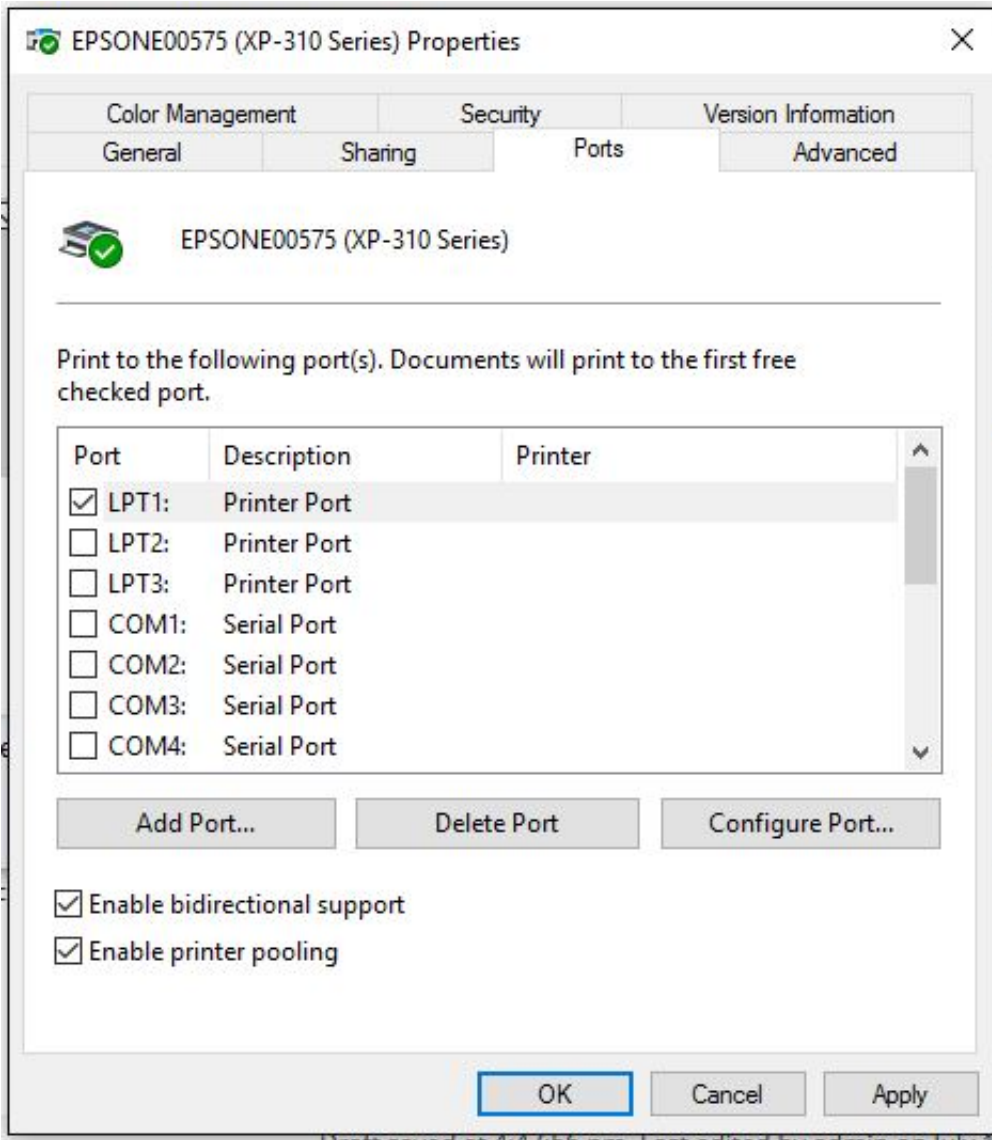 EPSONE00575 (XP-310 Series) Properties
Color Management Security Version Information
General Sharing Ports Advanced
EPSONE00575 (XP-310 Series)
Print to the following port(s). Documents will print to the first free
checked port.
Port Description Printer
LPT1: Printer Port
LPT2: Printer Port
LPT3: Printer Port
COM1: Serial Port
COM2: Serial Port
COM3: Serial Port
COM4: Serial Port
Add Port... Delete Port Configure Port...
Enable bidirectional support
Enable printer pooling
OK Cancel Apply